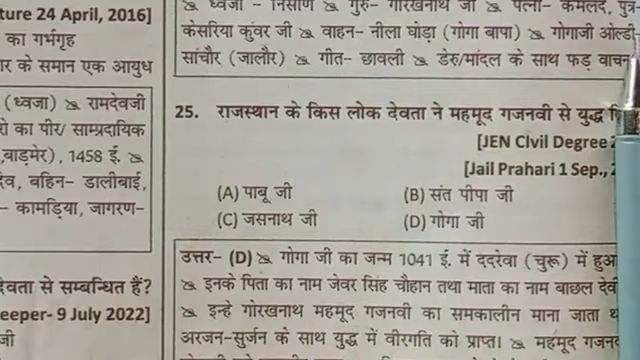 ture 24 April, 2016]
का गर्भगृह
ार के समान एक आयुध
(ध्वजा) ঌ रामदेवजी
रो का पीर/ साम्प्रदायिक
बाड़मेर), 1458 ई. ঌ
देव, बहिन- डालीबाई,
- कामड़िया, जागरण-
देवता से सम्बन्धित हैं?
eeper- 9 July 2022]
जी
ঌ ध्वजा - निसाण ঌ गुरु- गोरखनाथ जी ঌ पत्नी- कमलदे, पुत्र-
केसरिया कुंवर जी ঌ वाहन- नीला घोड़ा (गोगा बापा) ঌ गोगाजी ओल्डी-
सांचौर (जालौर) ঌ गीत- छावली ঌ डेरु/मांदल के साथ फड़ वाचन
25. राजस्थान के किस लोक देवता ने महमूद गजनवी से युद्ध
[JEN Civil Degree
[Jail Prahari 1 Sep.,
(A) पाबू जी (B) संत पीपा जी
(C) जसनाथ जी (D) गोगा जी
उत्तर- (D) ঌ गोगा जी का जन्म 1041 ई. में ददरेवा (चुरू) में हुआ
ঌ इनके पिता का नाम जेवर सिंह चौहान तथा माता का नाम बाछल देवी
ঌ इन्हे गोरखनाथ महमूद गजनवी का समकालीन माना जाता थ
अरजन-सुर्जन के साथ युद्ध में वीरगति को प्राप्त। ঌ महमूद गजनव